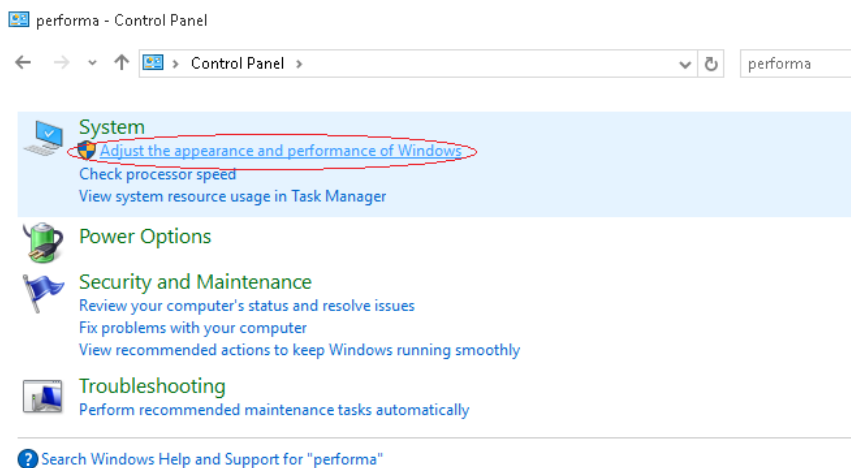 performa - Control Panel
Control Panel
performa
System
Adjust the appearance and performance of Windows
Check processor speed
View system resource usage in Task Manager
Power Options
Security and Maintenance
Review your computer's status and resolve issues
Fix problems with your computer
View recommended actions to keep Windows running smoothly
Troubleshooting
Perform recommended maintenance tasks automatically
Search Windows Help and Support for "performa"